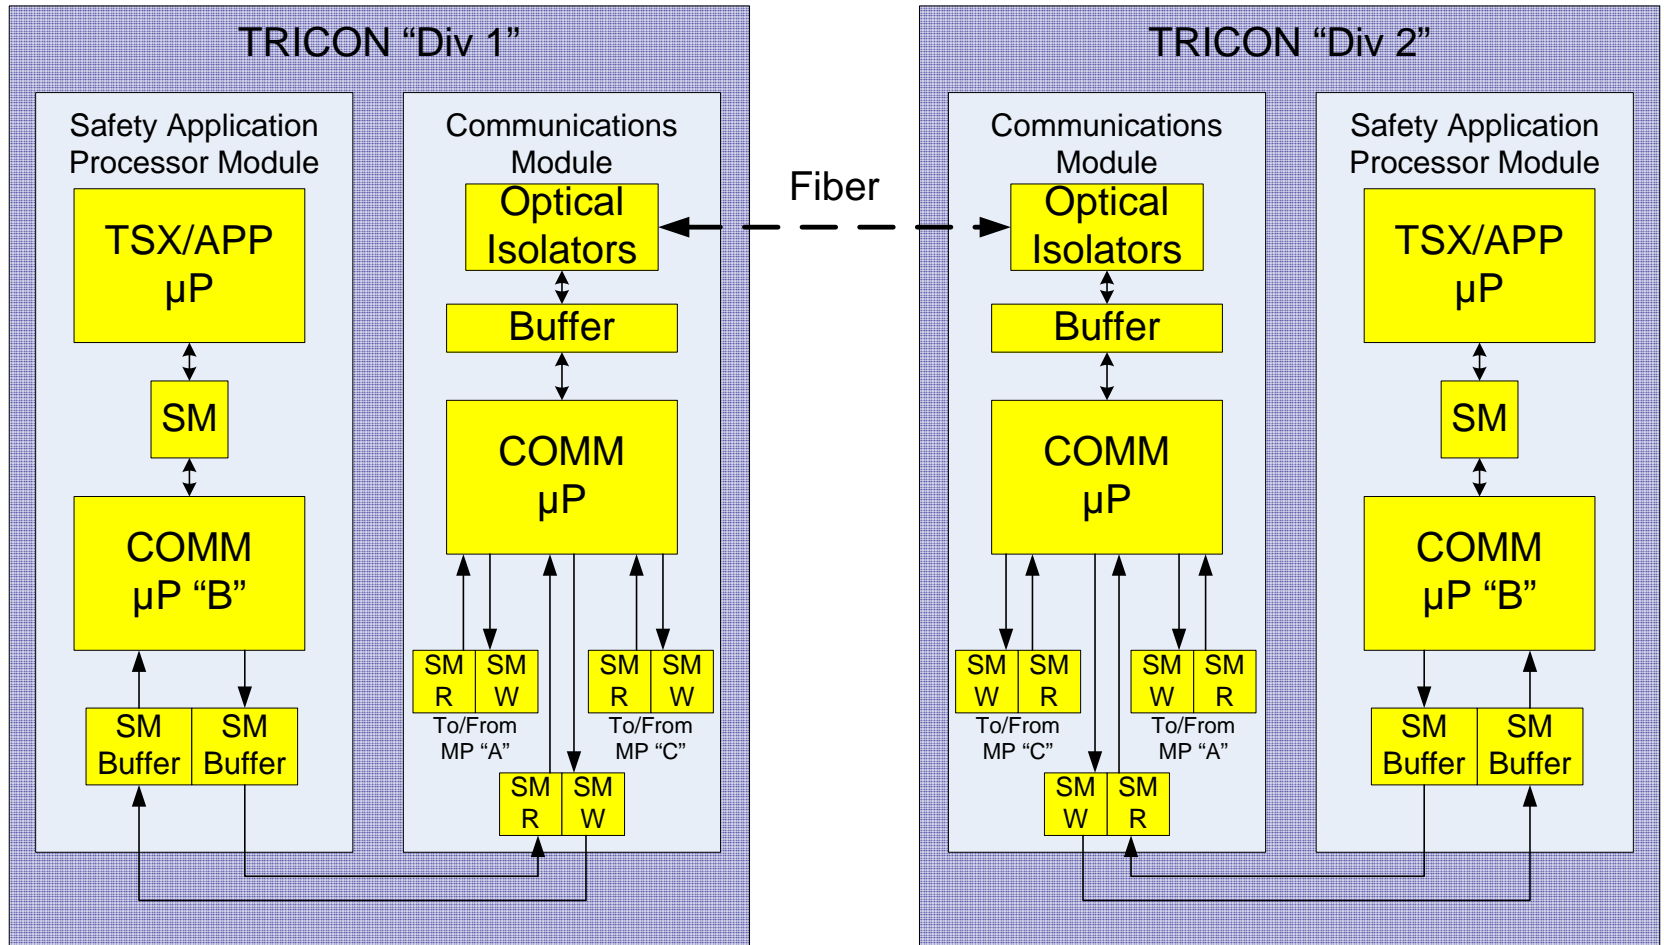 TRICON “Div 1”
Safety Application
Processor Module
TSX/APP
µP
SM
COMM
µP “B”
SM
Buffer
SM
Buffer
Communications
Module
Optical
Isolators
Buffer
COMM
µP
SM
R
SM
W
To/From
MP “A”
SM
R
SM
W
To/From
MP “C”
SM
R
SM
W
Fiber
TRICON “Div 2”
Communications
Module
Optical
Isolators
Buffer
COMM
µP
SM
W
SM
R
To/From
MP “C”
SM
W
SM
R
To/From
MP “A”
SM
W
SM
R
Safety Application
Processor Module
TSX/APP
µP
SM
COMM
µP “B”
SM
Buffer
SM
Buffer